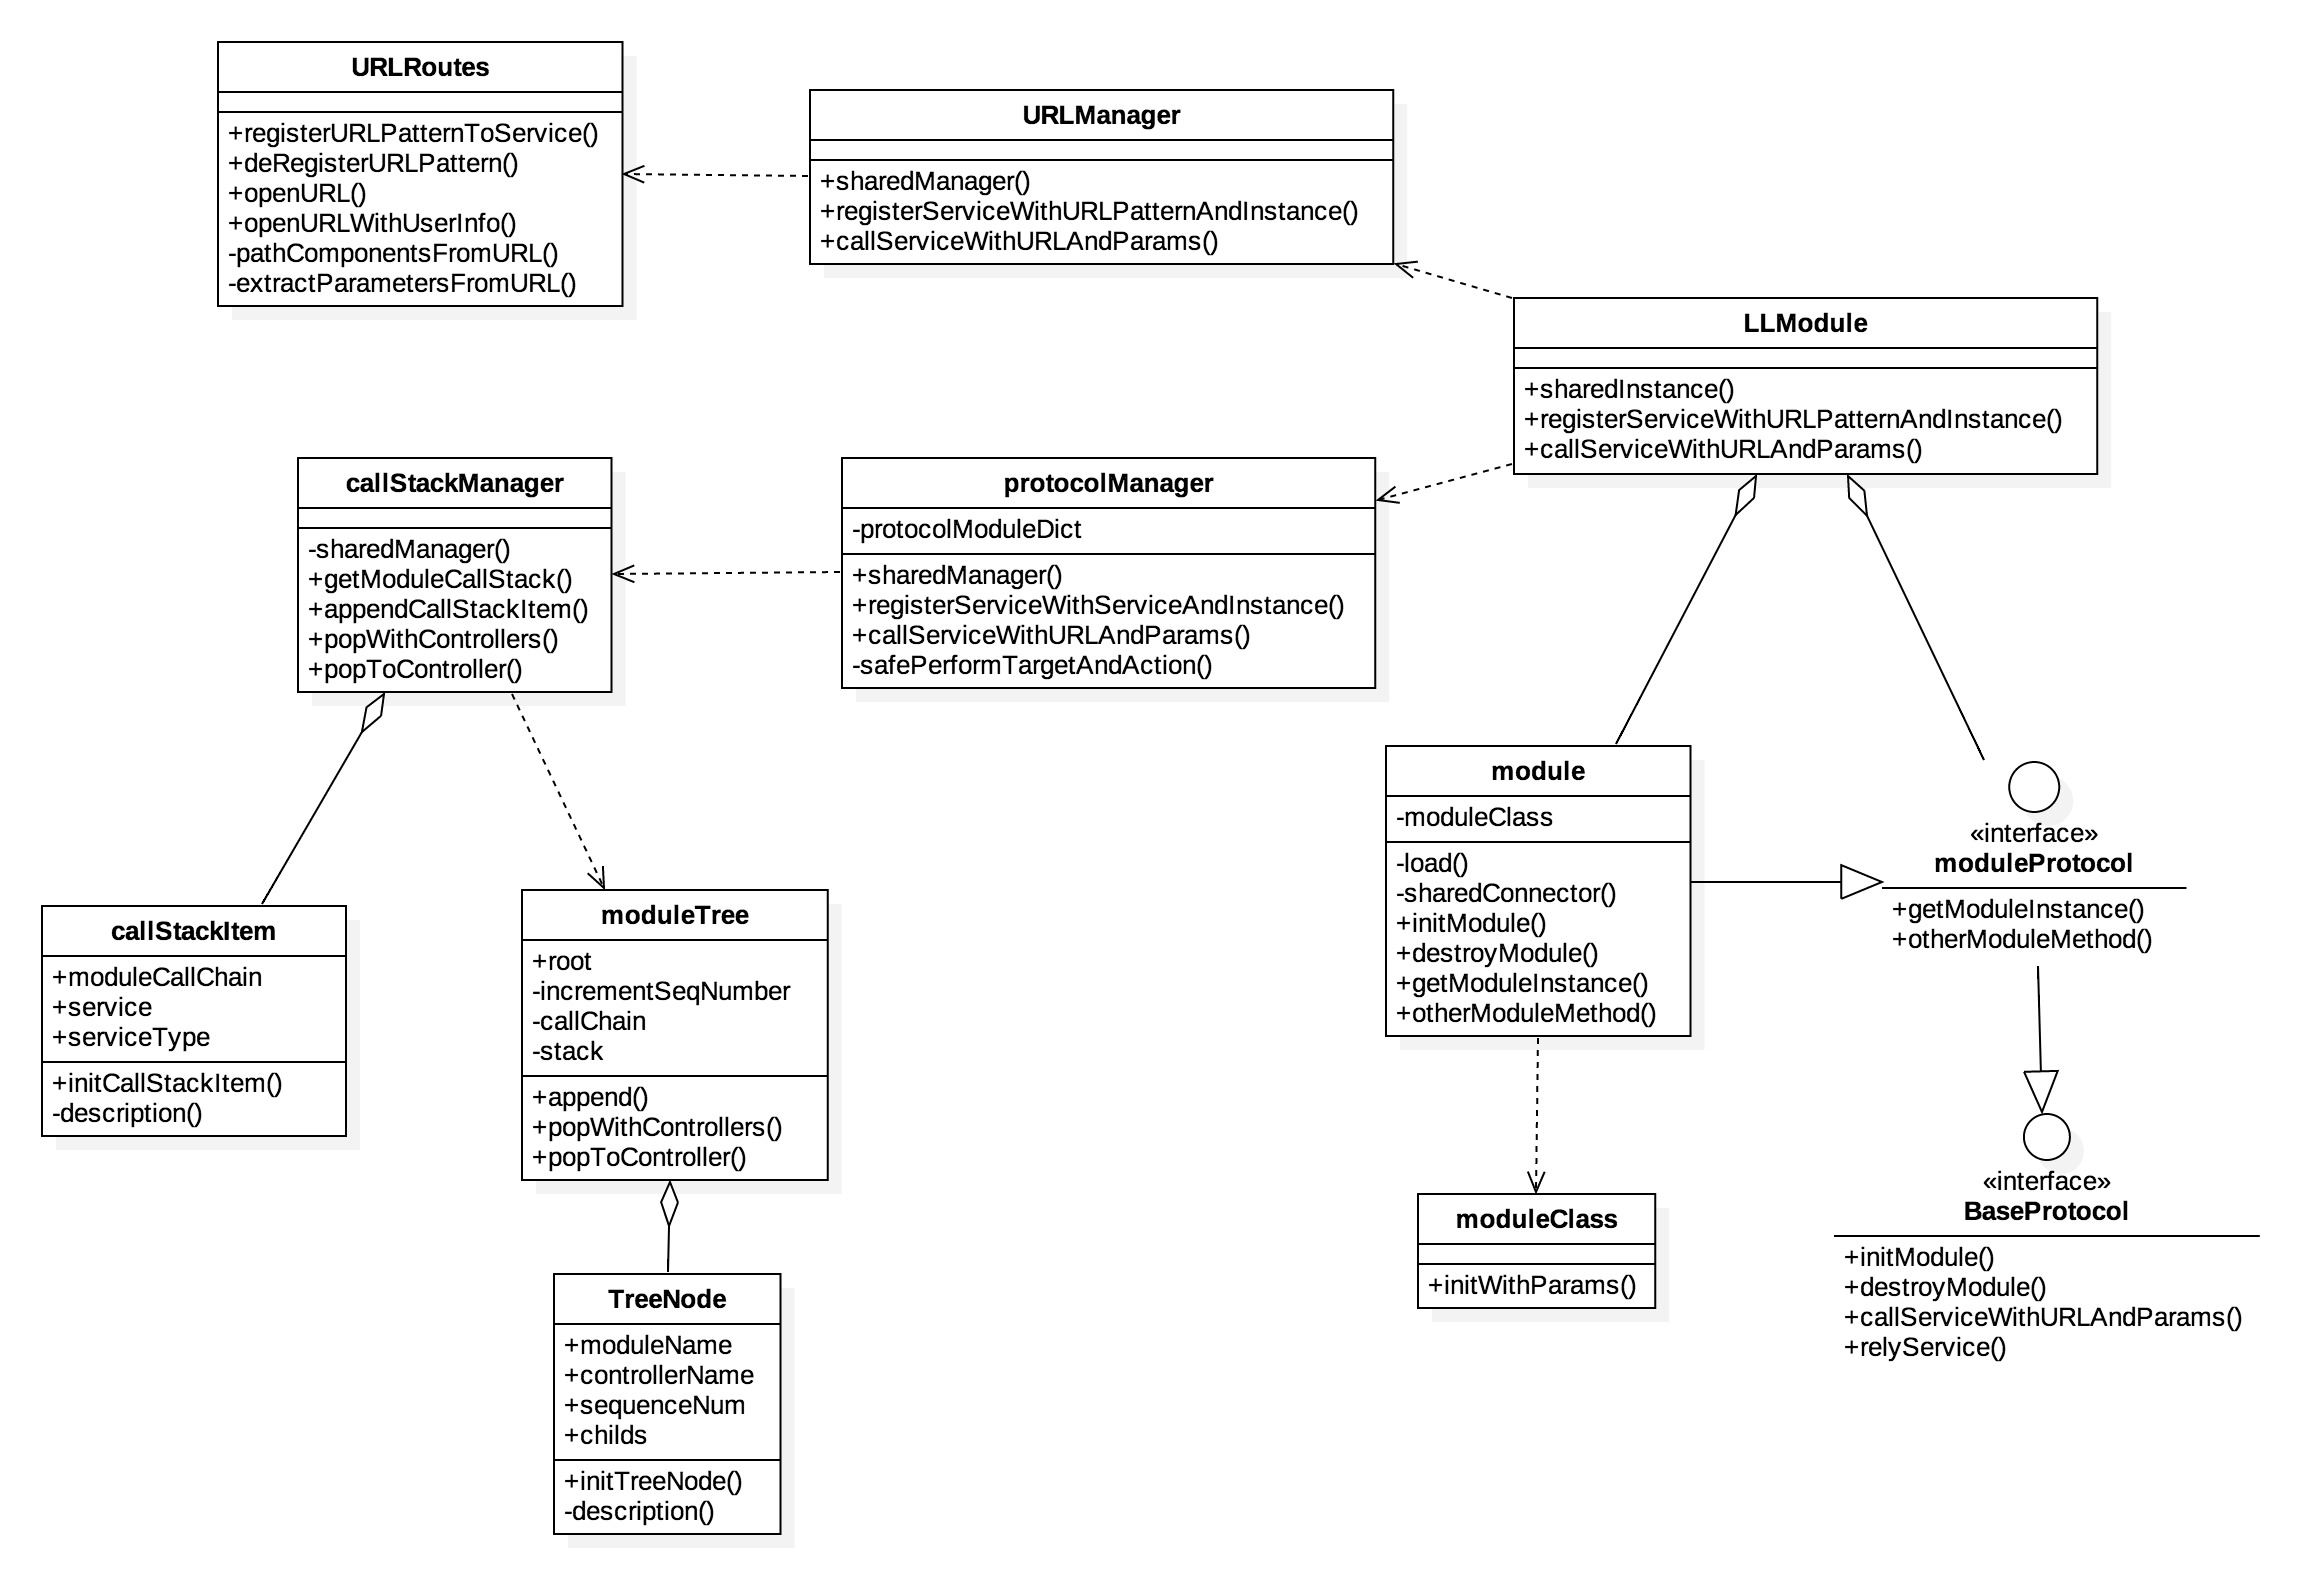 URLRoutes
+registerURLPatternToService()
+deRegisterURLPattern()
+openURL()
+openURLWithUserInfo()
-pathComponentsFromURL()
-extractParametersFromURL()
URLManager
+sharedManager()
+registerServiceWithURLPatternAndInstance()
+callServiceWithURLAndParams()
LLModule
+sharedInstance()
+registerServiceWithURLPatternAndInstance()
+callServiceWithURLAndParams()
callStackManager
-sharedManager()
+getModuleCallStack()
+appendCallStackItem()
+popWithControllers()
+popToController()
protocolManager
-protocolModuleDict
+sharedManager()
+registerServiceWithServiceAndInstance()
+callServiceWithURLAndParams()
-safePerformTargetAndAction()
module
-moduleClass
-load()
-sharedConnector()
+initModule()
+destroyModule()
+getModuleInstance()
+otherModuleMethod()
«interface»
moduleProtocol
+getModuleInstance()
+otherModuleMethod()
callStackItem
+moduleCallChain
+service
+serviceType
+initCallStackItem()
-description()
moduleTree
+root
-incrementSeqNumber
-callChain
-stack
+append()
+popWithControllers()
+popToController()
moduleClass
+initWithParams()
«interface»
BaseProtocol
+initModule()
+destroyModule()
+callServiceWithURLAndParams()
+relyService()
TreeNode
+moduleName
+controllerName
+sequenceNum
+childs
+initTreeNode()
-description()